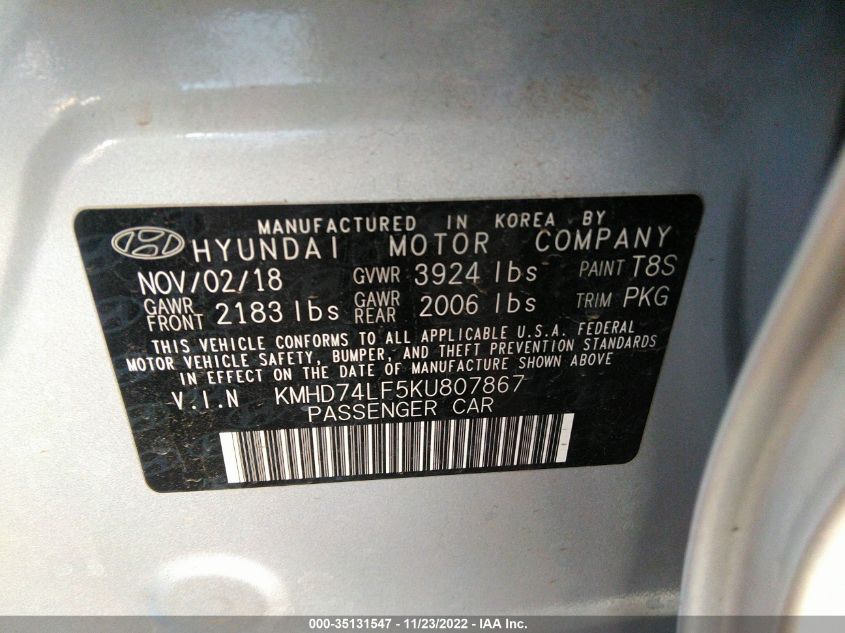 MANUFACTURED IN KOREA BY
HYUNDAI MOTOR COMPANY
NOV/02/18 GVWR 3924 lbs PAINT T8S
GAWR FRONT 2183 lbs GAWR REAR 2006 lbs TRIM PKG
THIS VEHICLE CONFORMS TO ALL APPLICABLE U.S.A. FEDERAL
MOTOR VEHICLE SAFETY, BUMPER, AND THEFT PREVENTION STANDARDS
IN EFFECT ON THE DATE OF MANUFACTURE SHOWN ABOVE.
V.I.N KMHD74LF5KU807867
PASSENGER CAR
000-35131547 - 11/23/2022 - IAA Inc.